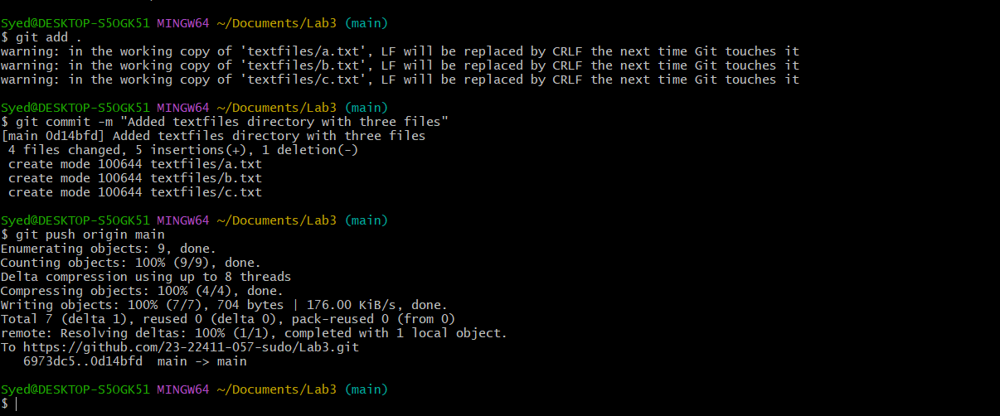 Syed@DESKTOP-S5OGK51 MINGW64 ~/Documents/Lab3 (main)
$ git add .
warning: in the working copy of 'textfiles/a.txt', LF will be replaced by CRLF the next time Git touches it
warning: in the working copy of 'textfiles/b.txt', LF will be replaced by CRLF the next time Git touches it
warning: in the working copy of 'textfiles/c.txt', LF will be replaced by CRLF the next time Git touches it
Syed@DESKTOP-S5OGK51 MINGW64 ~/Documents/Lab3 (main)
$ git commit -m "Added textfiles directory with three files"
[main 0d14bfd] Added textfiles directory with three files
 4 files changed, 5 insertions(+), 1 deletion(-)
 create mode 100644 textfiles/a.txt
 create mode 100644 textfiles/b.txt
 create mode 100644 textfiles/c.txt
Syed@DESKTOP-S5OGK51 MINGW64 ~/Documents/Lab3 (main)
$ git push origin main
Enumerating objects: 9, done.
Counting objects: 100% (9/9), done.
Delta compression using up to 8 threads
Compressing objects: 100% (4/4), done.
Writing objects: 100% (7/7), 704 bytes | 176.00 KiB/s, done.
Total 7 (delta 1), reused 0 (delta 0), pack-reused 0 (from 0)
remote: Resolving deltas: 100% (1/1), completed with 1 local object.
To https://github.com/23-22411-057-sudo/Lab3.git
   6973dc5..0d14bfd  main -> main
Syed@DESKTOP-S5OGK51 MINGW64 ~/Documents/Lab3 (main)
$